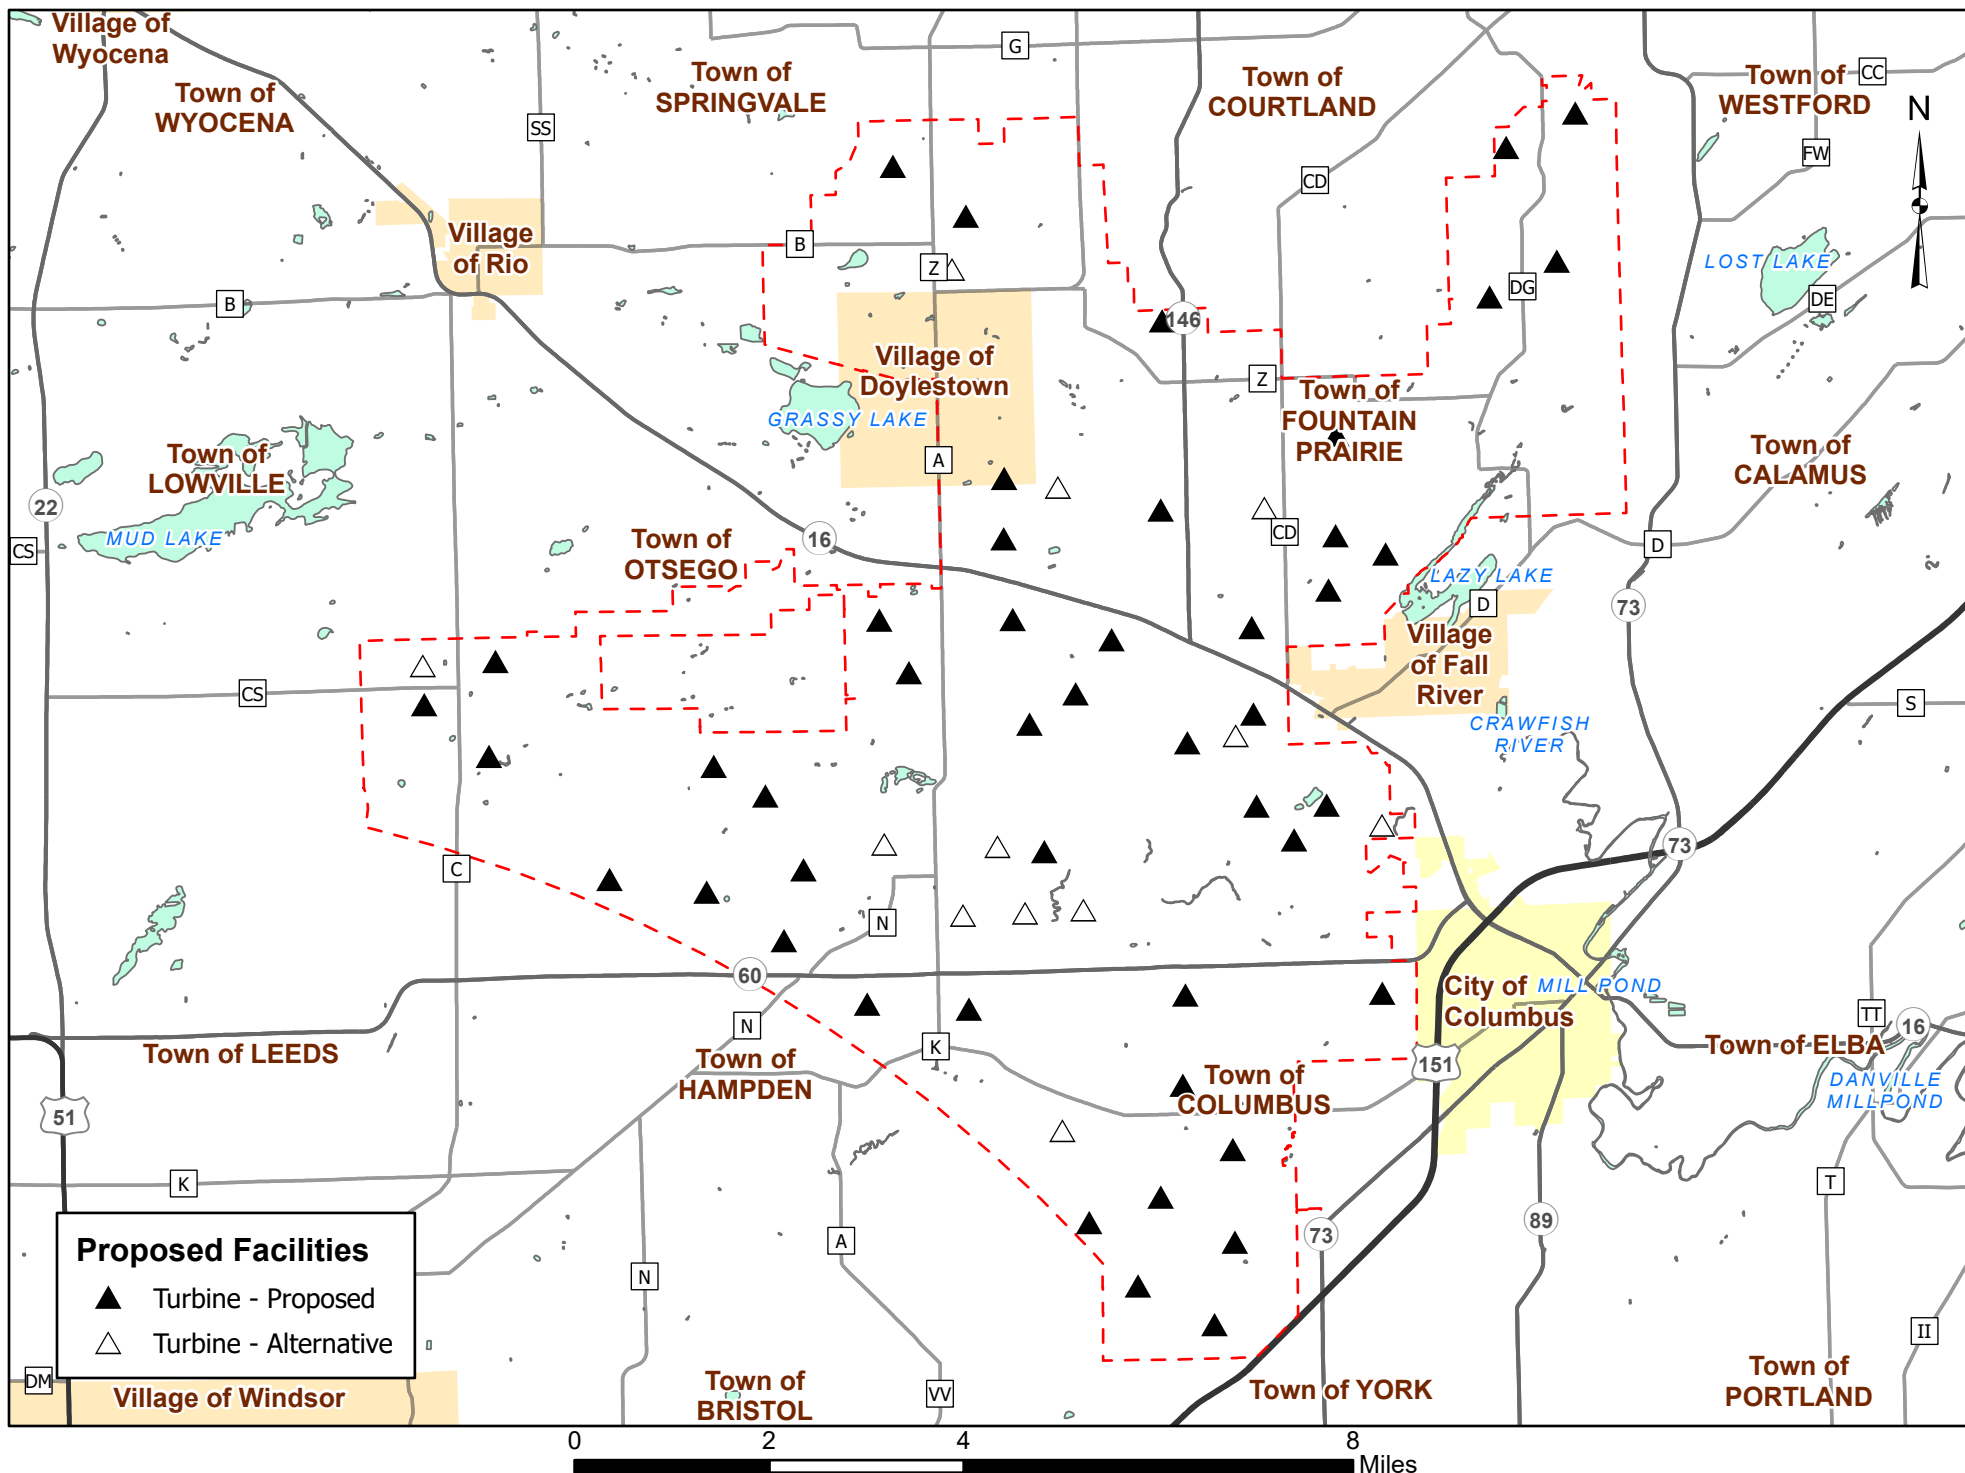 Village of
Wyocena
G
Town of
SPRINGVALE
Town of
COURTLAND
Town of
WESTFORD
CC
Town of
WYOCENA
SS
N
FW
CD
Village
of Rio
B
Z
LOST LAKE
DG
DE
B
146
Village of
Doylestown
Z
GRASSY LAKE
Town of
FOUNTAIN
PRAIRIE
Town of
LOWVILLE
A
Town of
CALAMUS
22
MUD LAKE
CS
Town of
OTSEGO
16
CD
D
LAZY LAKE
D
73
Village
of Fall
River
CS
S
CRAWFISH
RIVER
73
C
N
60
City of
Columbus
MILL POND
N
TT
16
Town of LEEDS
K
Town of ELBA
Town of
HAMPDEN
151
Town of
COLUMBUS
DANVILLE
MILLPOND
51
K
T
89
73
A
Proposed Facilities
N
Turbine - Proposed
Turbine - Alternative
II
DM
Village of Windsor
Town of
BRISTOL
VV
Town of YORK
Town of
PORTLAND
0
2
4
8
Miles